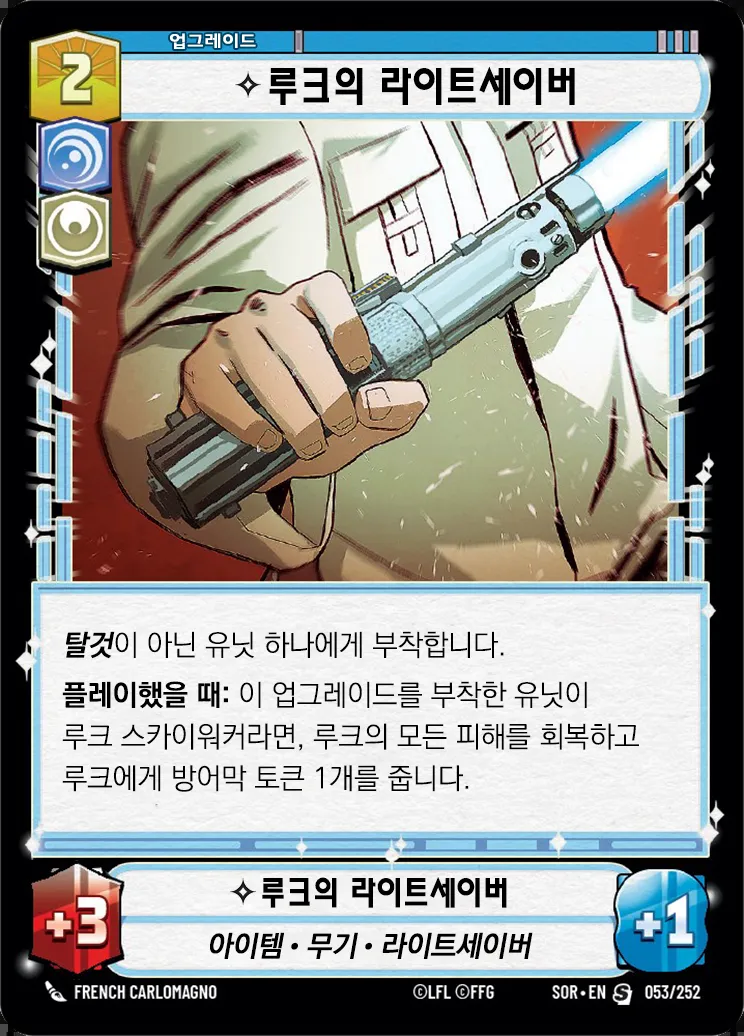 업그레이드
2
✧루크의 라이트세이버
탈것이 아닌 유닛 하나에게 부착합니다.
플레이했을 때: 이 업그레이드를 부착한 유닛이
루크 스카이워커라면, 루크의 모든 피해를 회복하고
루크에게 방어막 토큰 1개를 줍니다.
+3
✧루크의 라이트세이버
아이템 • 무기 • 라이트세이버
+1
FRENCH CARLOMAGNO
©LFL ©FFG
SOR • EN S 053/252